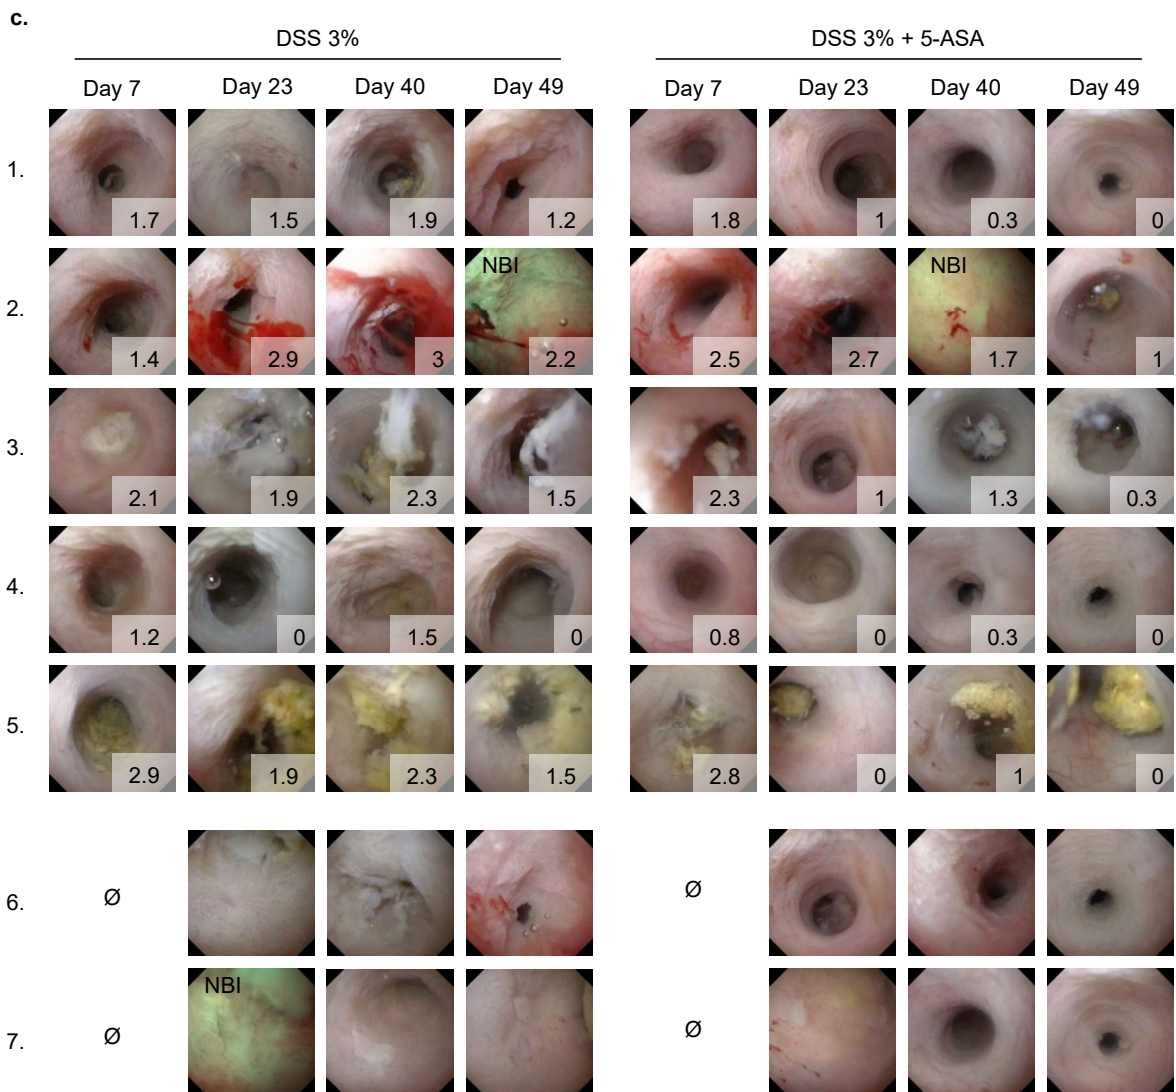 c.
DSS 3% DSS 3% + 5-ASA
Day 7 Day 23 Day 40 Day 49 Day 7 Day 23 Day 40 Day 49
1. 1.7 1.5 1.9 1.2 1.8 1 0.3 0
NBI NBI
2. 1.4 2.9 3 2.2 2.5 2.7 1.7 1
3. 2.1 1.9 2.3 1.5 2.3 1 1.3 0.3
4. 1.2 0 1.5 0 0.8 0 0.3 0
5. 2.9 1.9 2.3 1.5 2.8 0 1 0
6. Ø Ø
NBI
7. Ø Ø